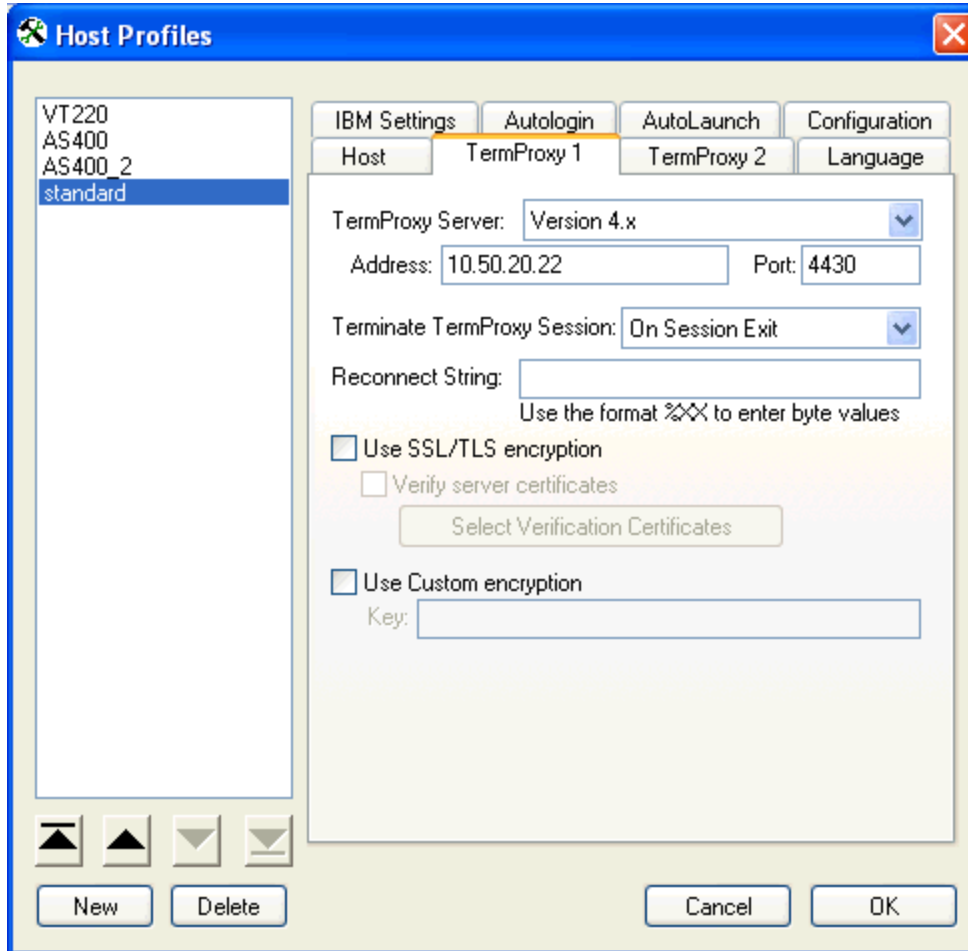 Host Profiles
VT220
AS400
AS400_2
standard
IBM Settings
Autologin
AutoLaunch
Configuration
Host
TermProxy 1
TermProxy 2
Language
TermProxy Server: Version 4.x
Address: 10.50.20.22 Port: 4430
Terminate TermProxy Session: On Session Exit
Reconnect String:
Use the format %XX to enter byte values
Use SSL/TLS encryption
Verify server certificates
Select Verification Certificates
Use Custom encryption
Key:
New
Delete
Cancel
OK